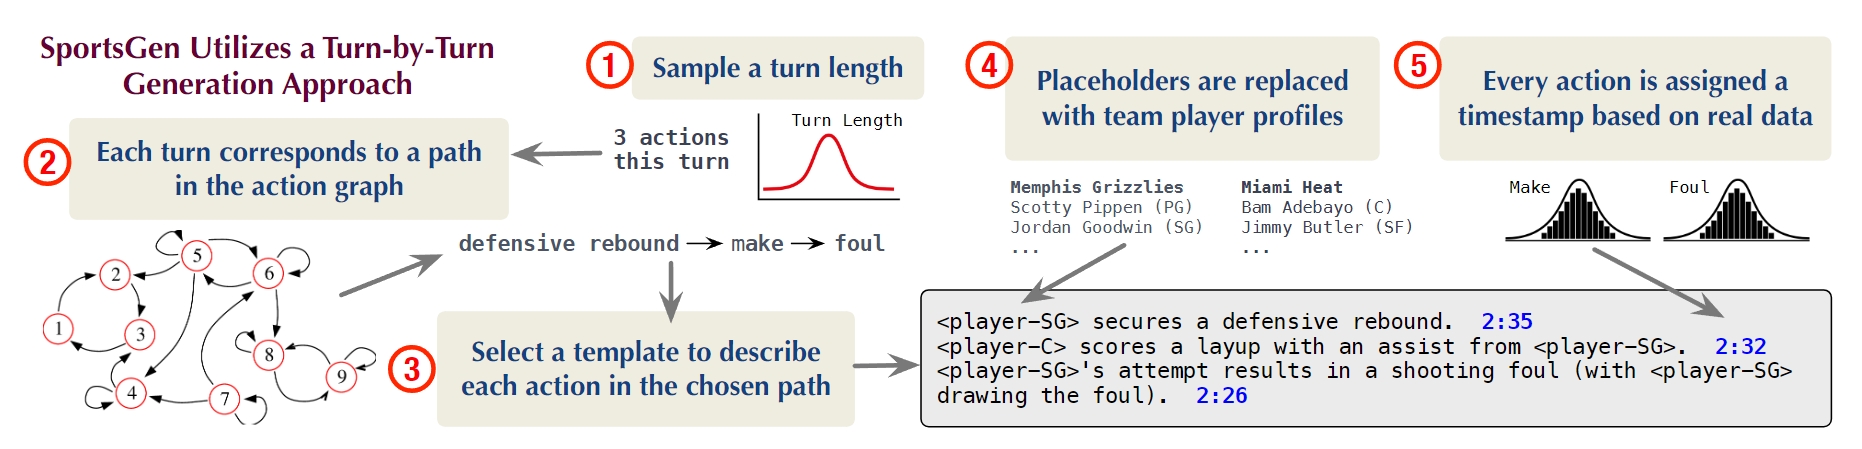 SportsGen Utilizes a Turn-by-Turn
Generation Approach
1
Sample a turn length
Turn Length
3 actions
this turn
2
Each turn corresponds to a path
in the action graph
5
2
6
1
3
8
9
4
7
defensive rebound make foul
3
Select a template to describe
each action in the chosen path
4
Placeholders are replaced
with team player profiles
Memphis Grizzlies
Scotty Pippen (PG)
Jordan Goodwin (SG)
...
Miami Heat
Bam Adebayo (C)
Jimmy Butler (SF)
...
5
Every action is assigned a
timestamp based on real data
Make
Foul
<player-SG> secures a defensive rebound. 2:35
<player-C> scores a layup with an assist from <player-SG>. 2:32
<player-SG>'s attempt results in a shooting foul (with <player-SG>
drawing the foul). 2:26